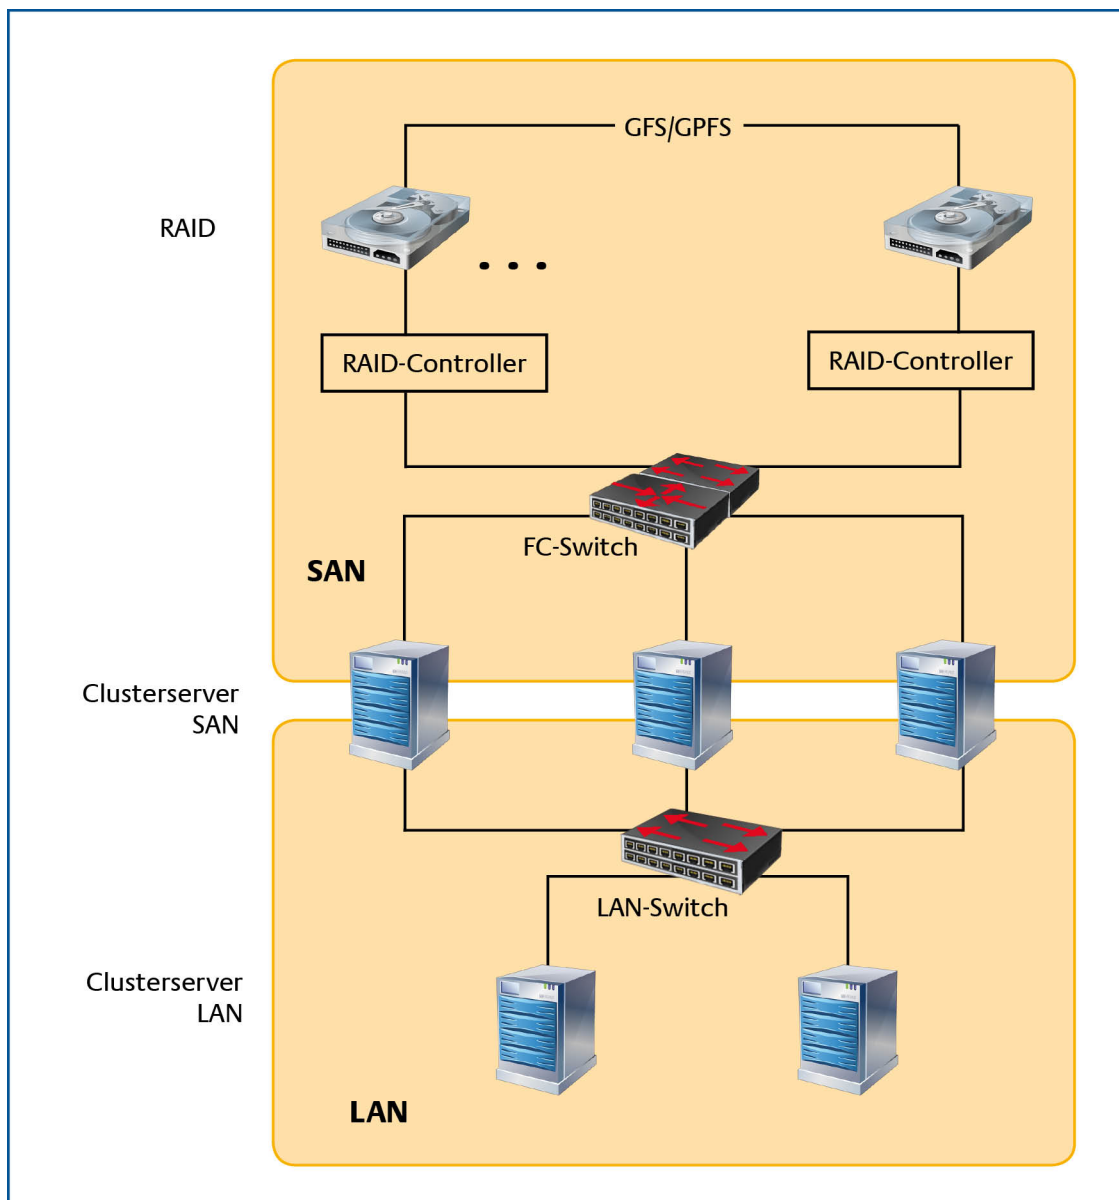 GFS/GPFS
RAID
RAID-Controller
RAID-Controller
FC-Switch
SAN
Clusterserver
SAN
LAN-Switch
Clusterserver
LAN
LAN